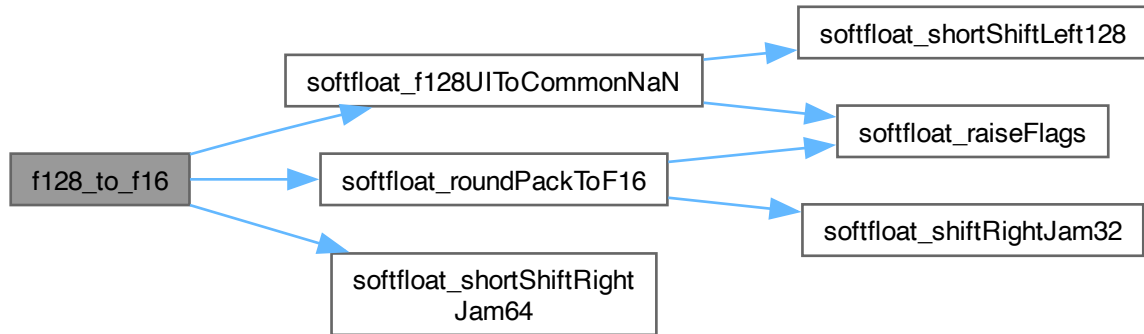 f128_to_f16
softfloat_f128UIToCommonNaN
softfloat_roundPackToF16
softfloat_shortShiftRight
Jam64
softfloat_shortShiftLeft128
softfloat_raiseFlags
softfloat_shiftRightJam32